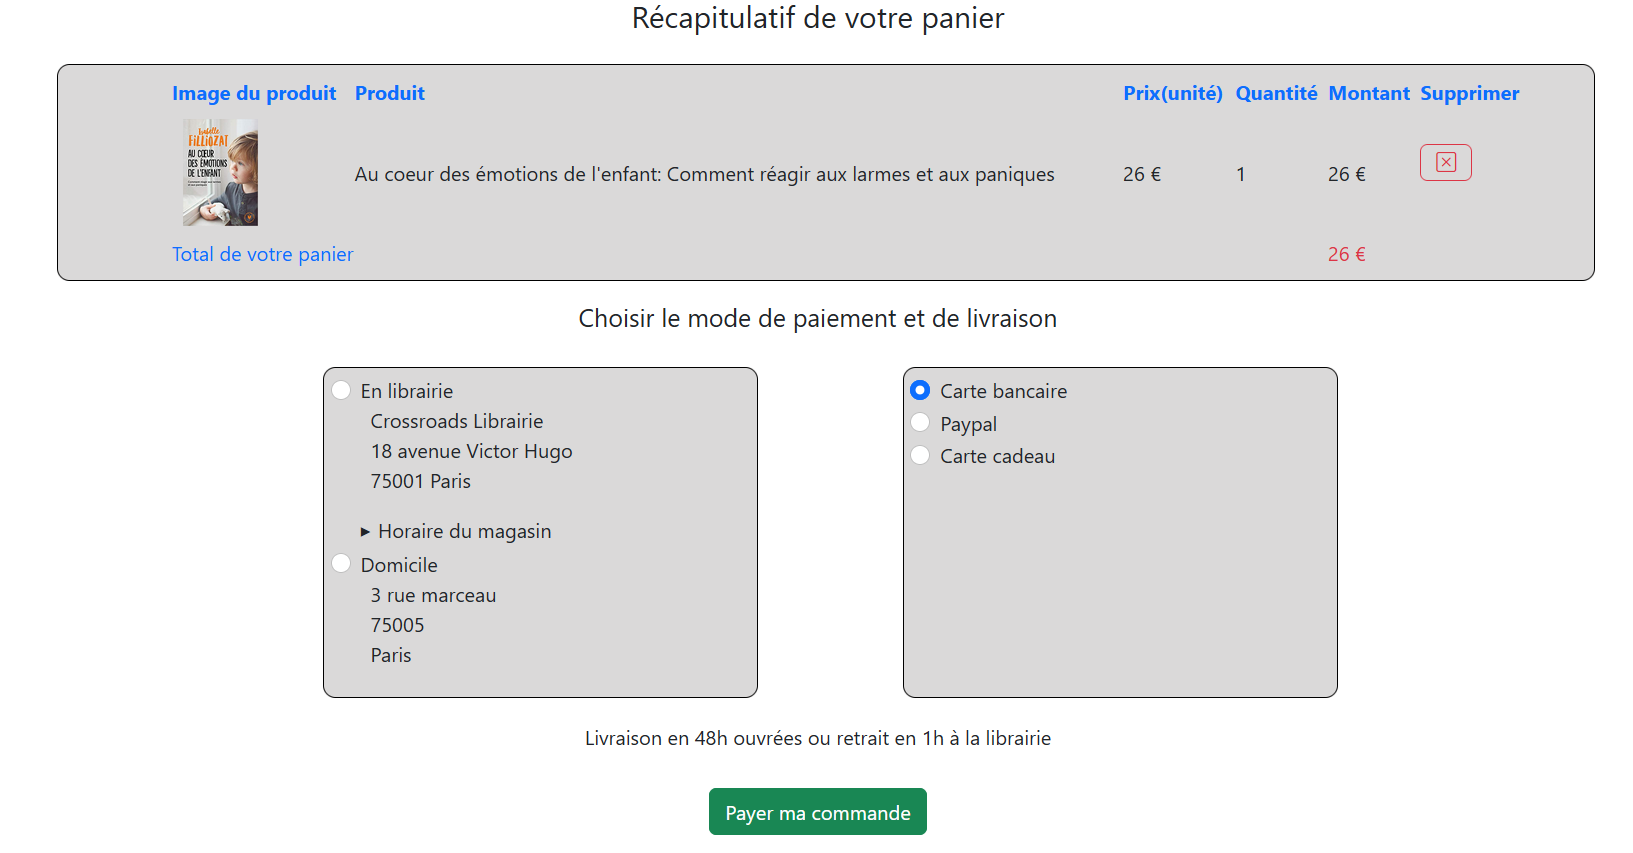 Récapitulatif de votre panier
Image du produit Produit Prix(unité) Quantité Montant Supprimer
Isabelle
FILLIOZAT
AU CŒUR
DES ÉMOTIONS
DE L'ENFANT
Au coeur des émotions de l'enfant: Comment réagir aux larmes et aux paniques 26 € 1 26 €
Total de votre panier 26 €
Choisir le mode de paiement et de livraison
En librairie
Crossroads Librairie
18 avenue Victor Hugo
75001 Paris
Horaire du magasin
Domicile
3 rue marceau
75005
Paris
Carte bancaire
Paypal
Carte cadeau
Livraison en 48h ouvrées ou retrait en 1h à la librairie
Payer ma commande